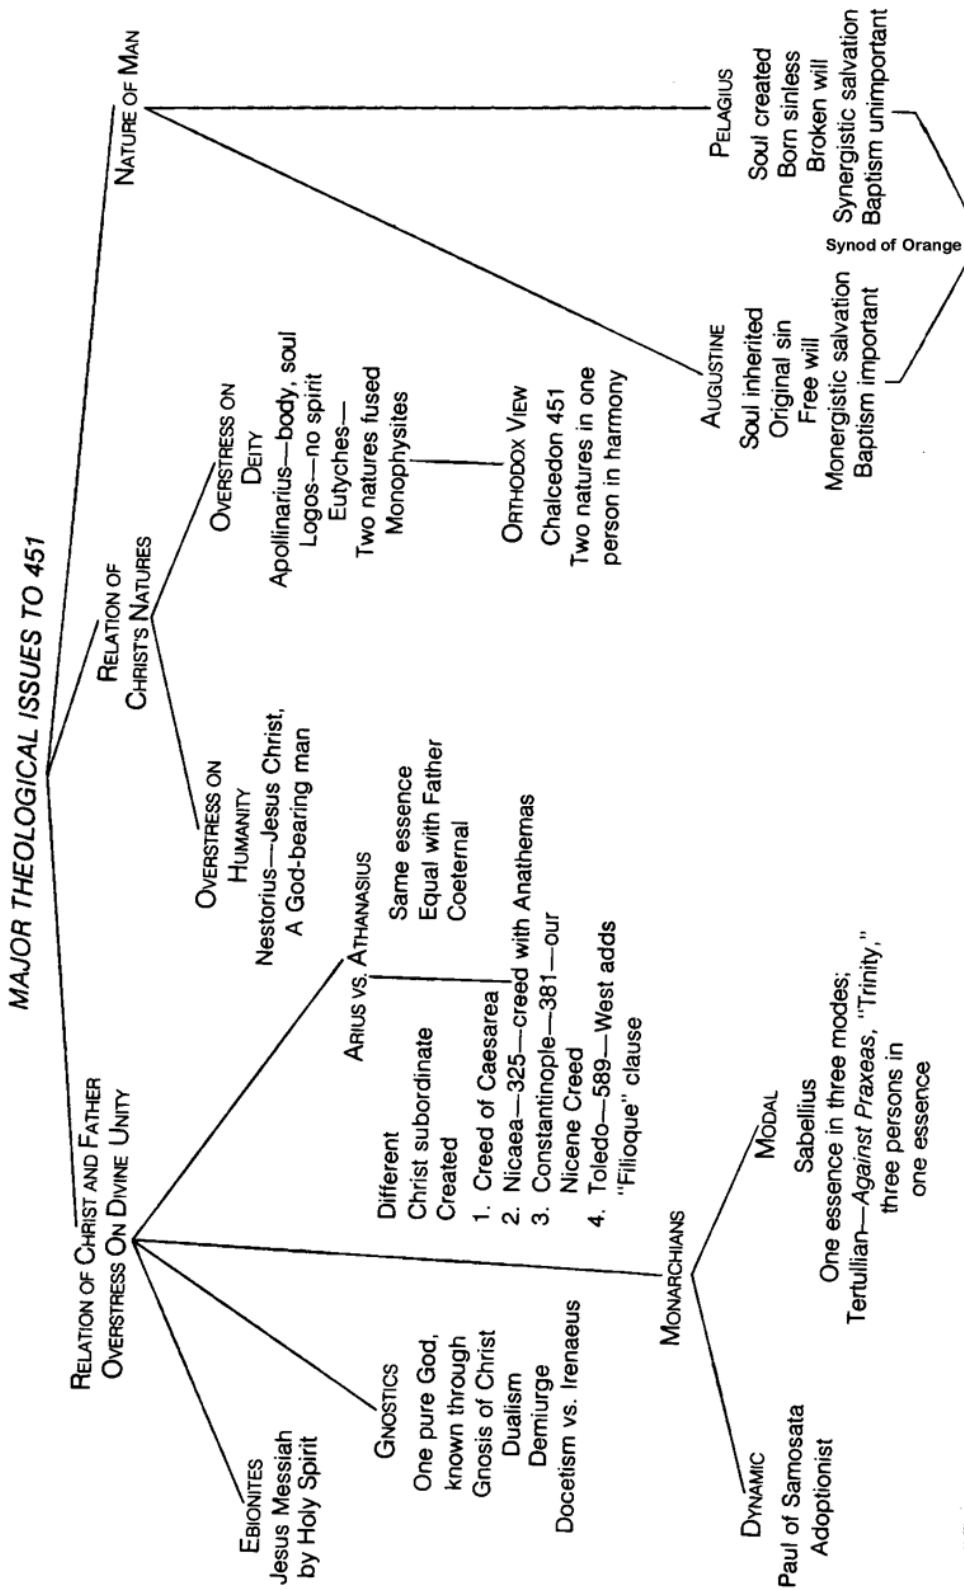 MAJOR THEOLOGICAL ISSUES TO 451
RELATION OF CHRIST AND FATHER
OVERSTRESS ON DIVINE UNITY
EBIONITES
Jesus Messiah
by Holy Spirit
GNOSTICS
One pure God,
known through
Gnosis of Christ
Dualism
Demiurge
Docetism vs. Irenaeus
MONARCHIANS
DYNAMIC
Paul of Samosata
Adoptionist
MODAL
Sabellius
One essence in three modes;
Tertullian—Against Praxeas, “Trinity,”
three persons in
one essence
ARIUS VS. ATHANASIUS
Different
Christ subordinate
Created
Same essence
Equal with Father
Coeternal
1. Creed of Caesarea
2. Nicaea—325—creed with Anathemas
3. Constantinople—381—our
Nicene Creed
4. Toledo—589—West adds
“Filioque” clause
RELATION OF
CHRIST'S NATURES
OVERSTRESS ON
HUMANITY
Nestorius—Jesus Christ,
A God-bearing man
OVERSTRESS ON
DEITY
Apollinarius—body, soul
Logos—no spirit
Eutyches—
Two natures fused
Monophysites
ORTHODOX VIEW
Chalcedon 451
Two natures in one
person in harmony
NATURE OF MAN
AUGUSTINE
Soul inherited
Original sin
Free will
Monergistic salvation
Baptism important
PELAGIUS
Soul created
Born sinless
Broken will
Synergistic salvation
Baptism unimportant
Synod of Orange